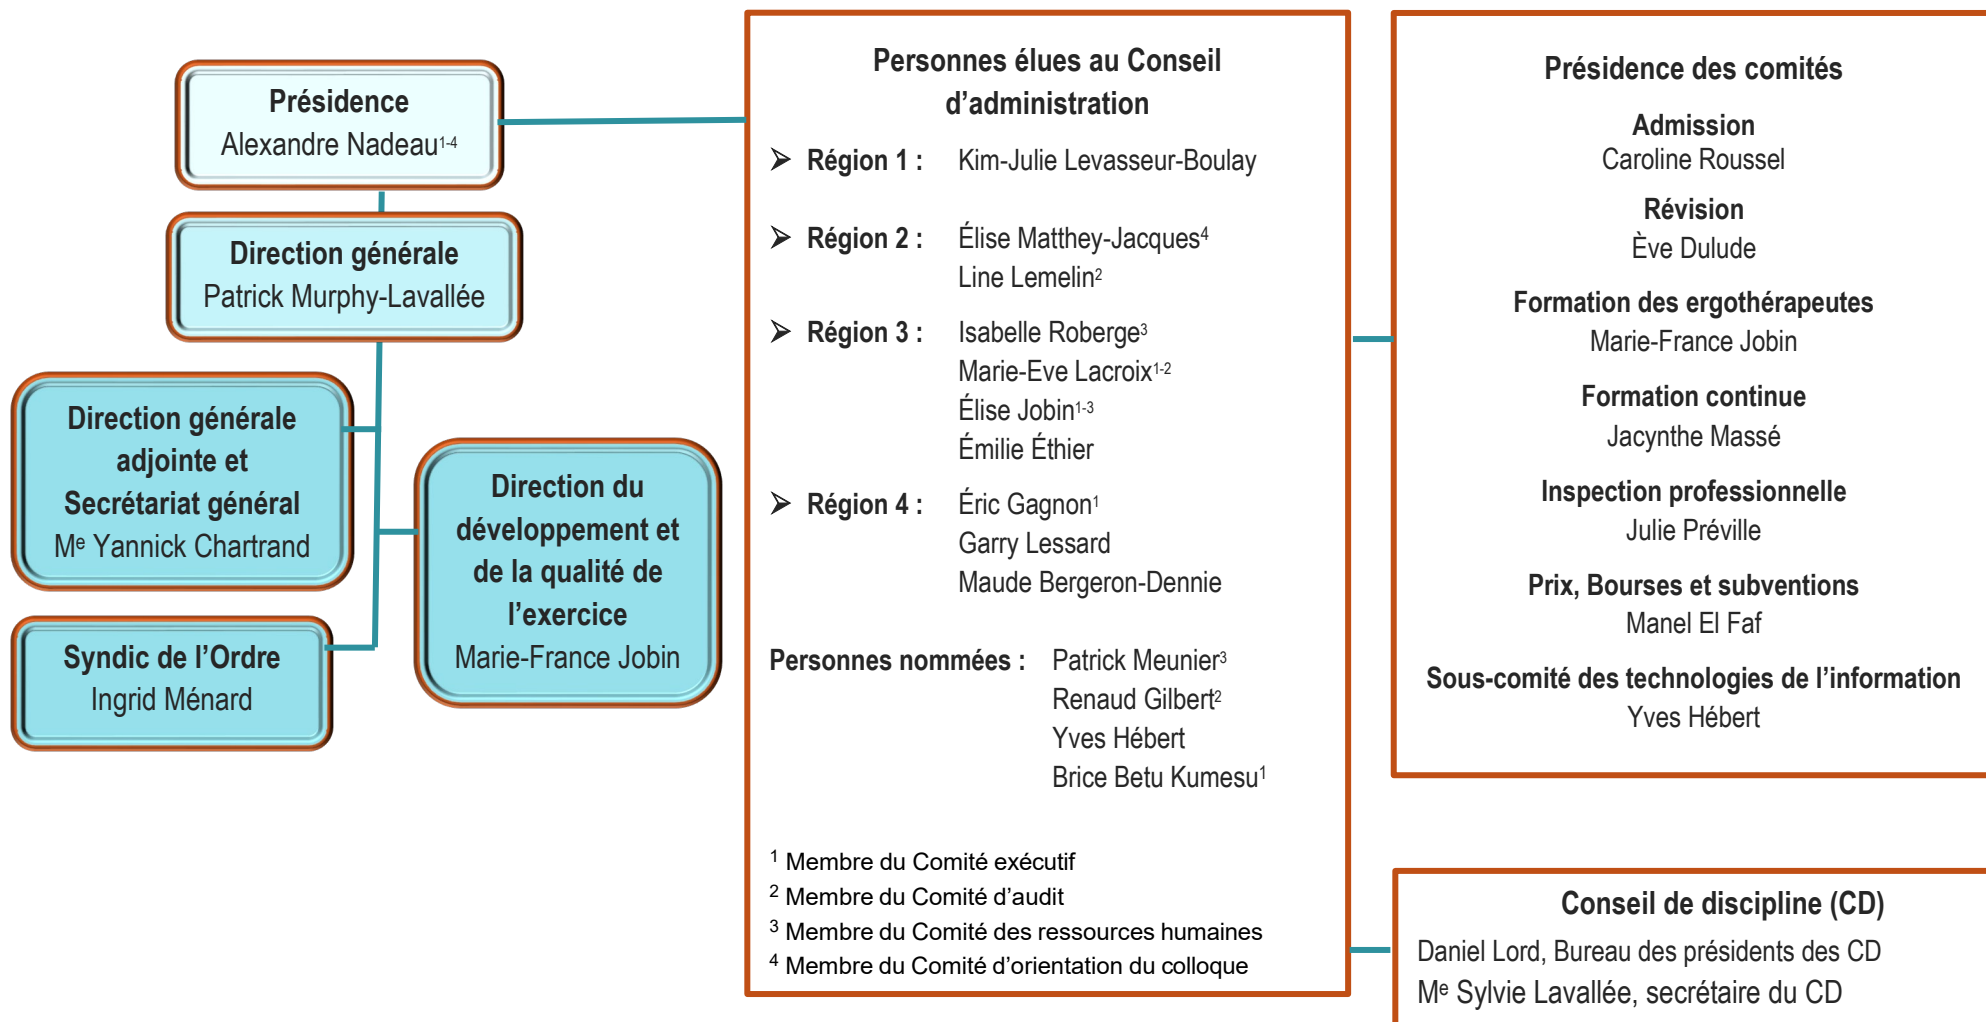 Présidence
Alexandre Nadeau¹⁻⁴
Direction générale
Patrick Murphy-Lavallée
Direction générale
adjointe et
Secrétariat général
Mᵉ Yannick Chartrand
Direction du
développement et
de la qualité de
l’exercice
Marie-France Jobin
Syndic de l’Ordre
Ingrid Ménard
Personnes élues au Conseil
d’administration
➢ Région 1 : Kim-Julie Levasseur-Boulay
➢ Région 2 : Élise Matthey-Jacques⁴
Line Lemelin²
➢ Région 3 : Isabelle Roberge³
Marie-Eve Lacroix¹⁻²
Élise Jobin¹⁻³
Émilie Éthier
➢ Région 4 : Éric Gagnon¹
Garry Lessard
Maude Bergeron-Dennie
Personnes nommées : Patrick Meunier³
Renaud Gilbert²
Yves Hébert
Brice Betu Kumesu¹
¹ Membre du Comité exécutif
² Membre du Comité d’audit
³ Membre du Comité des ressources humaines
⁴ Membre du Comité d’orientation du colloque
Présidence des comités
Admission
Caroline Roussel
Révision
Ève Dulude
Formation des ergothérapeutes
Marie-France Jobin
Formation continue
Jacynthe Massé
Inspection professionnelle
Julie Préville
Prix, Bourses et subventions
Manel El Faf
Sous-comité des technologies de l’information
Yves Hébert
Conseil de discipline (CD)
Daniel Lord, Bureau des présidents des CD
Mᵉ Sylvie Lavallée, secrétaire du CD